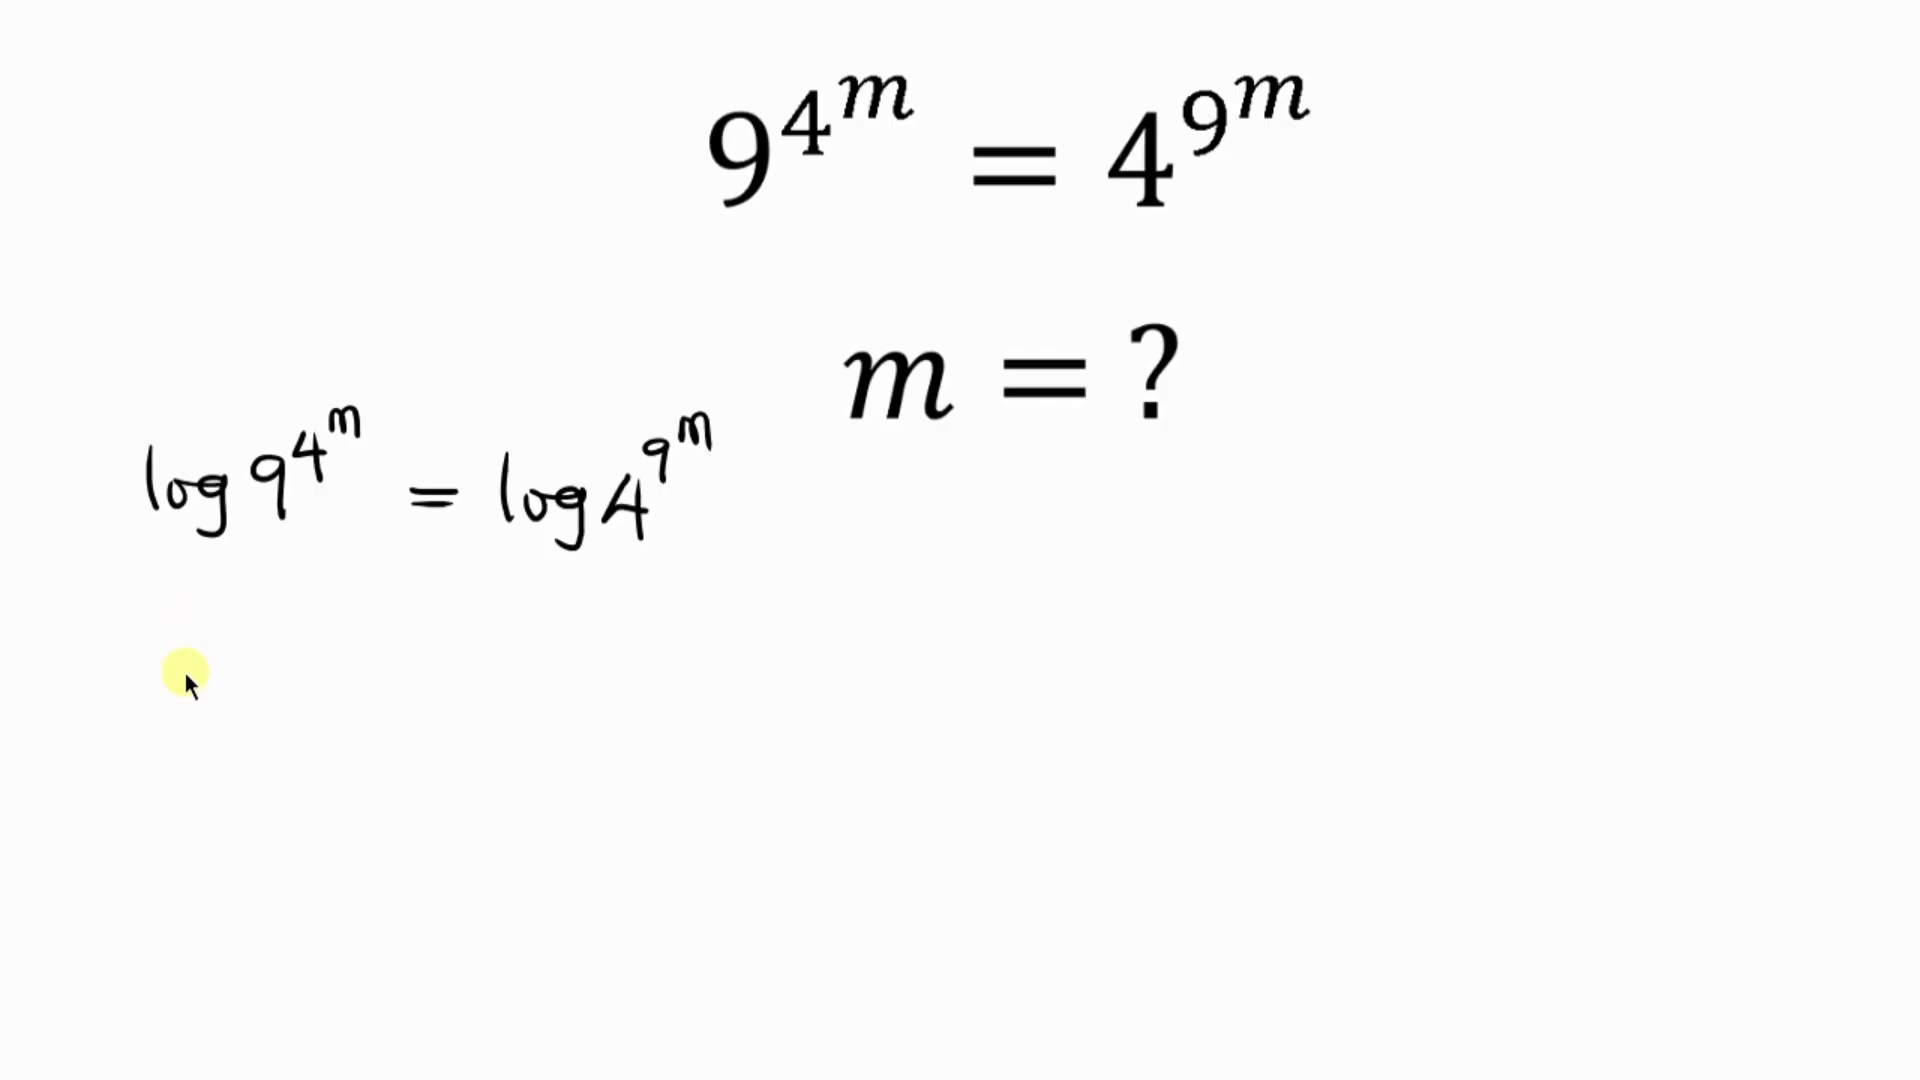 9^{4^m} = 4^{9^m}
m = ?
log 9^{4^m} = log 4^{9^m}